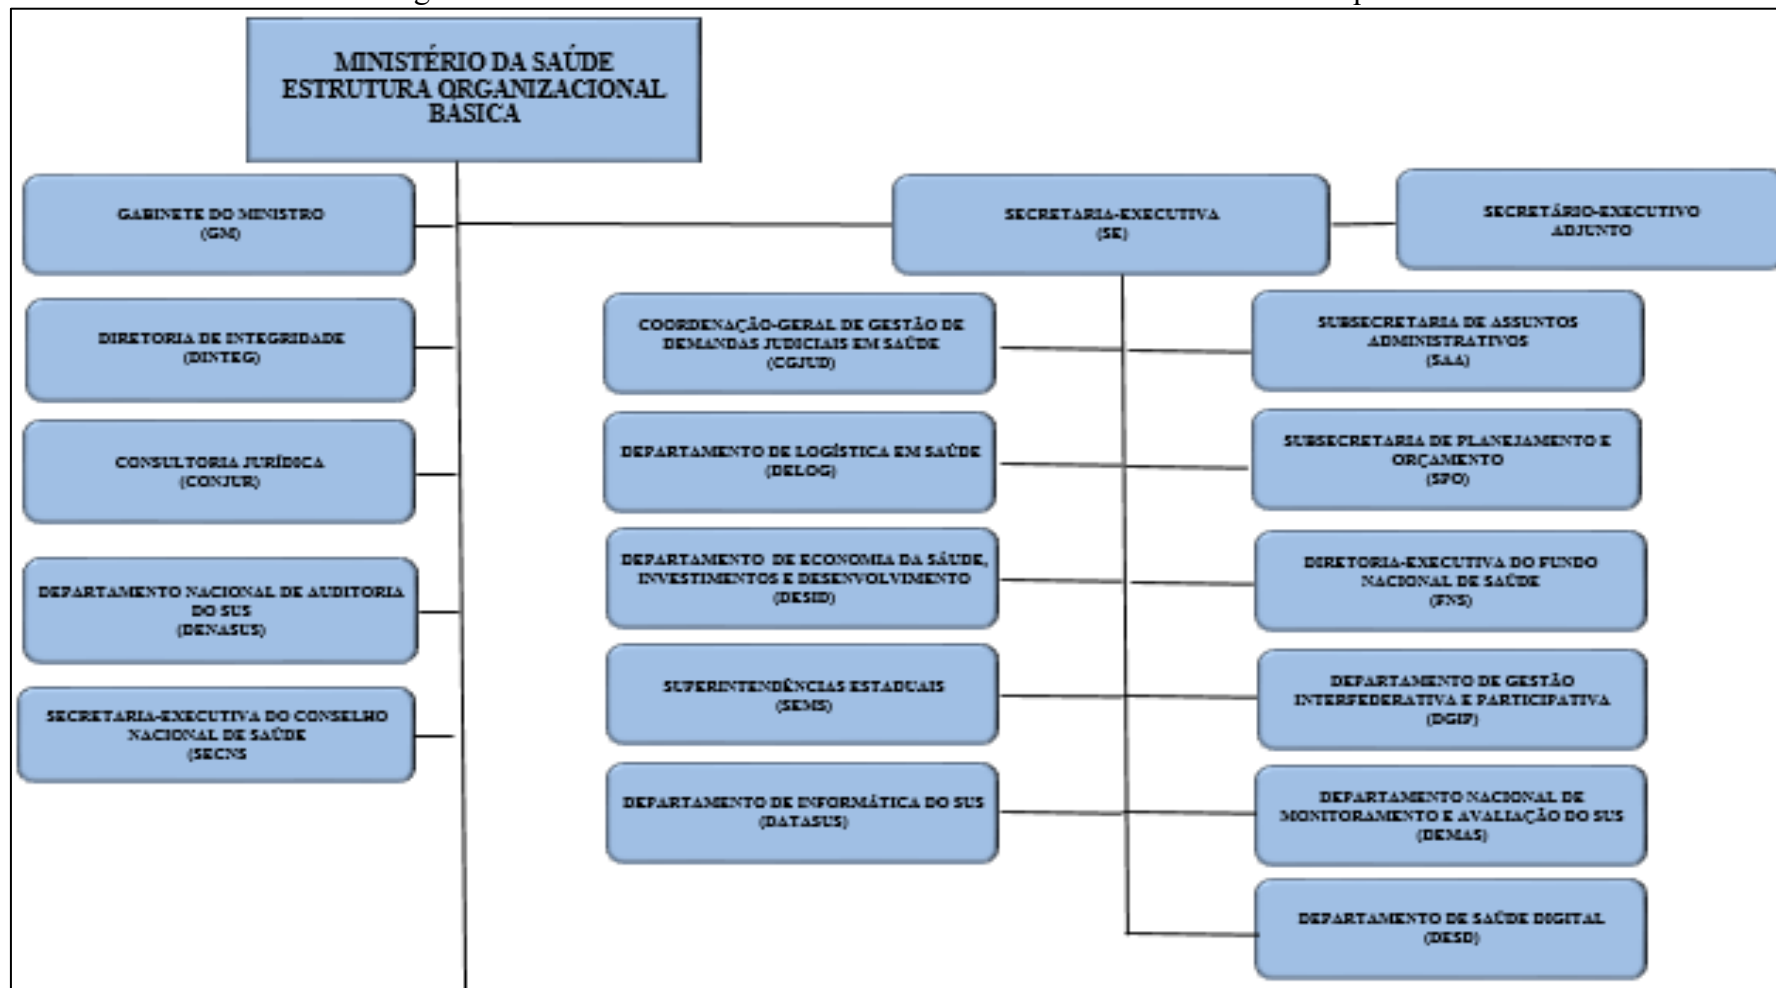 MINISTÉRIO DA SAÚDE
ESTRUTURA ORGANIZACIONAL
BASICA
GABINETE DO MINISTRO
(GM)
SECRETARIA-EXECUTIVA
(SE)
SECRETÁRIO-EXECUTIVO
ADJUNTO
DIRETORIA DE INTEGRIDADE
(DINTEG)
CONSULTORIA JURÍDICA
(CONJUR)
DEPARTAMENTO NACIONAL DE AUDITORIA
DO SUS
(DENASUS)
SECRETARIA-EXECUTIVA DO CONSELHO
NACIONAL DE SAÚDE
(SECNS
COORDENAÇÃO-GERAL DE GESTÃO DE
DEMANDAS JUDICIAIS EM SAÚDE
(CGJUD)
DEPARTAMENTO DE LOGÍSTICA EM SAÚDE
(DELOG)
DEPARTAMENTO DE ECONOMIA DA SÁUDE,
INVESTIMENTOS E DESENVOLVIMENTO
(DESID)
SUPERINTENDÊNCIAS ESTADUAIS
(SEMS)
DEPARTAMENTO DE INFORMÁTICA DO SUS
(DATASUS)
SUBSECRETARIA DE ASSUNTOS
ADMINISTRATIVOS
(SAA)
SUBSECRETARIA DE PLANEJAMENTO E
ORÇAMENTO
(SPO)
DIRETORIA-EXECUTIVA DO FUNDO
NACIONAL DE SAÚDE
(FNS)
DEPARTAMENTO DE GESTÃO
INTERFEDERATIVA E PARTICIPATIVA
(DGIP)
DEPARTAMENTO NACIONAL DE
MONITORAMENTO E AVALIAÇÃO DO SUS
(DEMAS)
DEPARTAMENTO DE SAÚDE DIGITAL
(DESD)